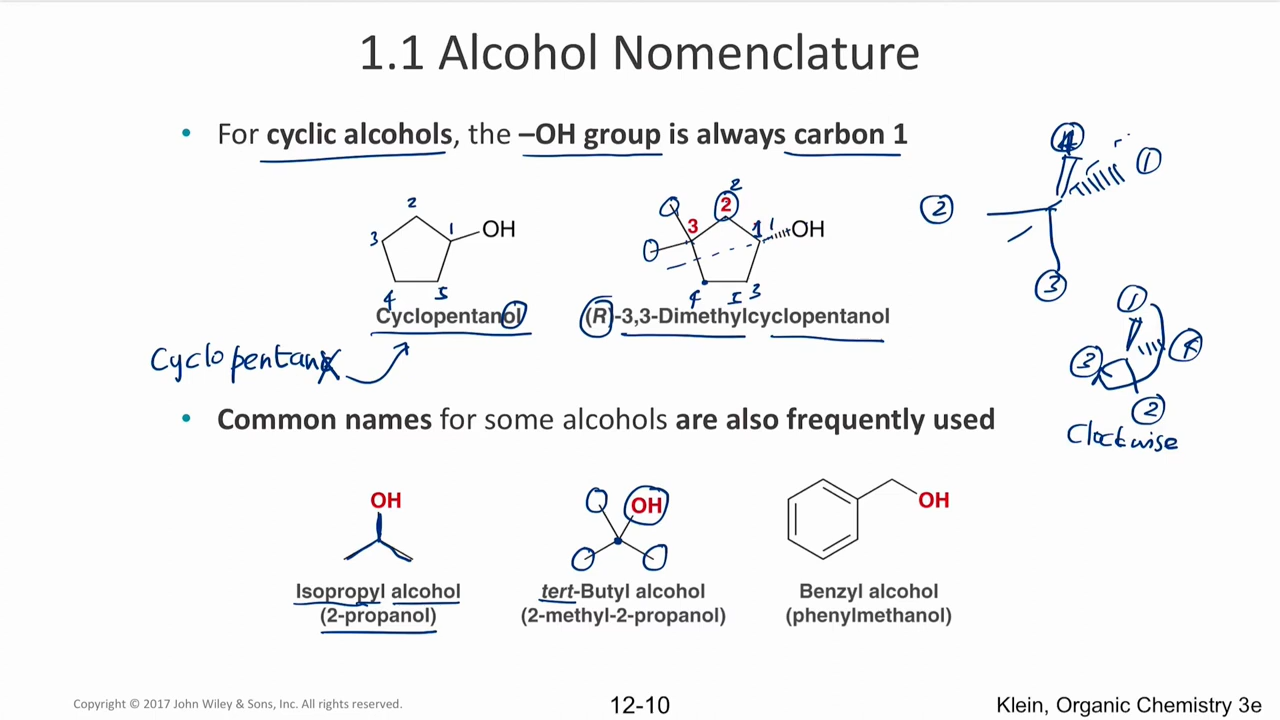 1.1 Alcohol Nomenclature
• For cyclic alcohols, the –OH group is always carbon 1
4
1
2
3
2
1
3
4
5
OH
Cyclopentanol
2
2
3
1
1
OH
4
5
3
(R)-3,3-Dimethylcyclopentanol
1
3
2
Clockwise
Cyclopentane
• Common names for some alcohols are also frequently used
OH
Isopropyl alcohol
(2-propanol)
OH
tert-Butyl alcohol
(2-methyl-2-propanol)
OH
Benzyl alcohol
(phenylmethanol)
Copyright © 2017 John Wiley & Sons, Inc. All rights reserved.
12-10
Klein, Organic Chemistry 3e